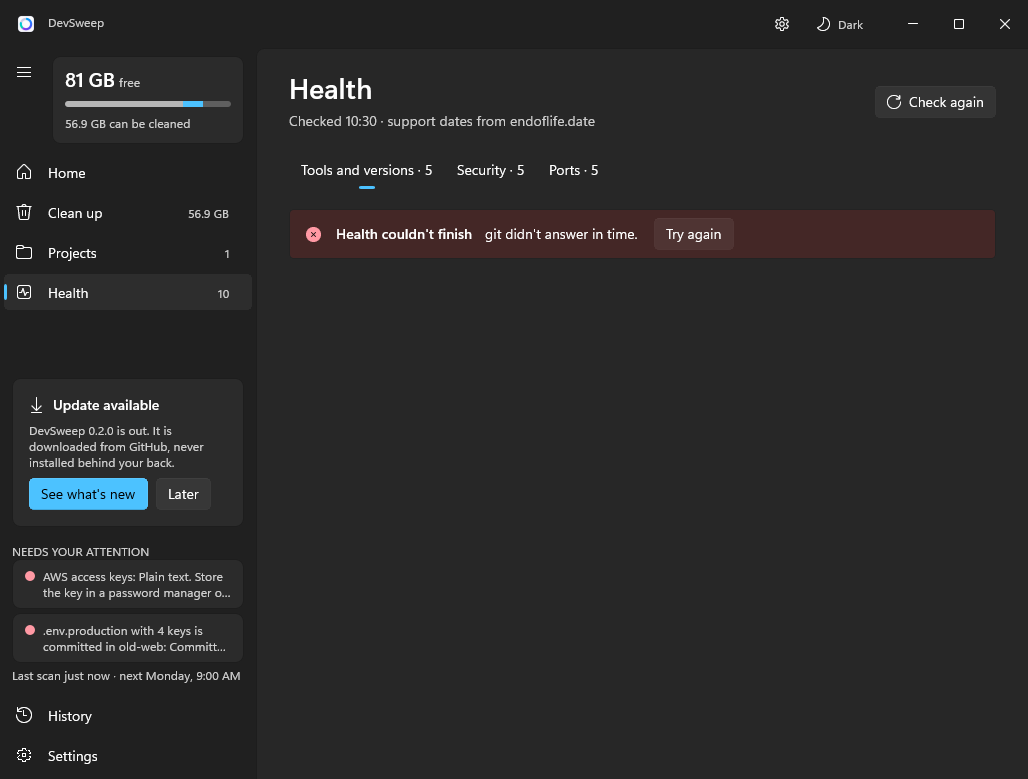 DevSweep
Dark
81 GB free
56.9 GB can be cleaned
Home
Clean up 56.9 GB
Projects 1
Health 10
Update available
DevSweep 0.2.0 is out. It is
downloaded from GitHub, never
installed behind your back.
See what's new Later
NEEDS YOUR ATTENTION
AWS access keys: Plain text. Store
the key in a password manager o...
.env.production with 4 keys is
committed in old-web: Committ...
Last scan just now · next Monday, 9:00 AM
History
Settings
Health
Checked 10:30 · support dates from endoflife.date
Check again
Tools and versions · 5 Security · 5 Ports · 5
Health couldn't finish git didn't answer in time. Try again